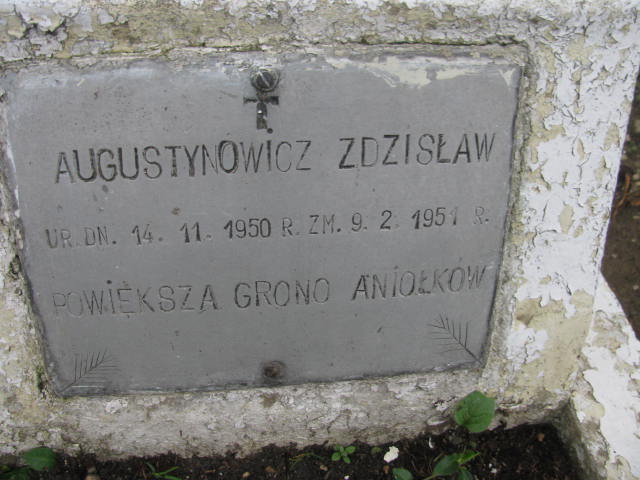 AUGUSTYNOWICZ ZDZISŁAW
UR. DN. 14. 11. 1950 R. ZM. 9. 2. 1951 R.
POWIĘKSZA GRONO ANIOŁKÓW